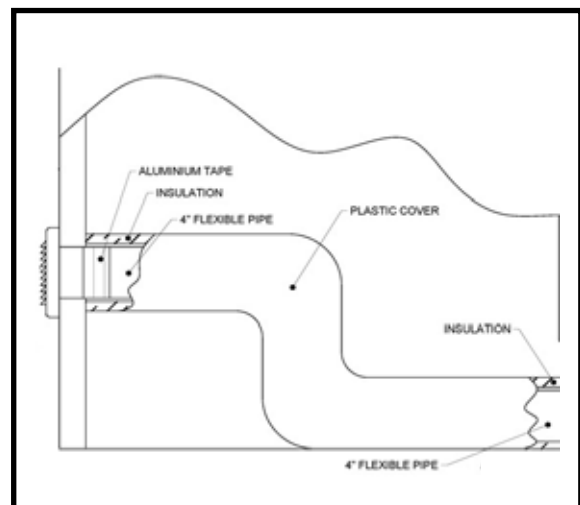 ALUMINIUM TAPE
INSULATION
4" FLEXIBLE PIPE
PLASTIC COVER
INSULATION
4" FLEXIBLE PIPE